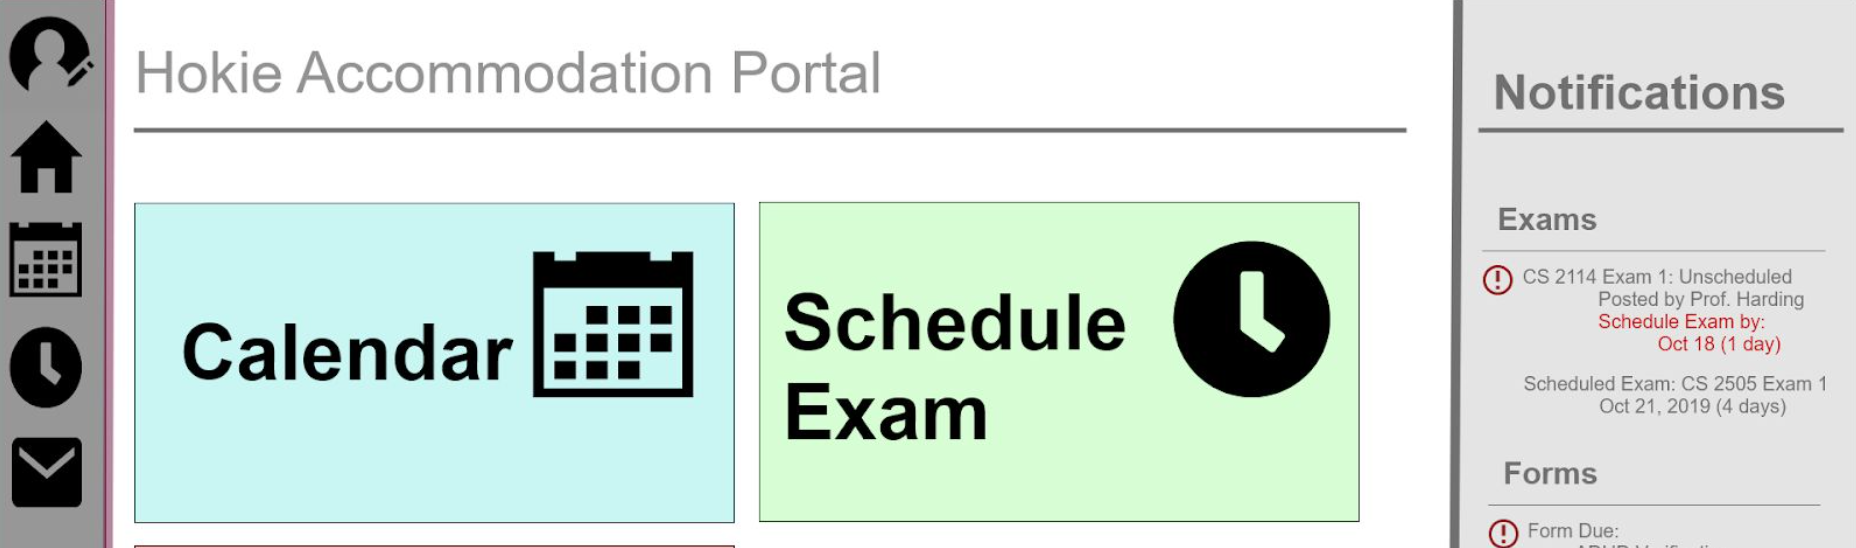 Hokie Accommodation Portal
Calendar
Schedule
Exam
Notifications
Exams
CS 2114 Exam 1: Unscheduled
Posted by Prof. Harding
Schedule Exam by:
Oct 18 (1 day)
Scheduled Exam: CS 2505 Exam 1
Oct 21, 2019 (4 days)
Forms
Form Due: